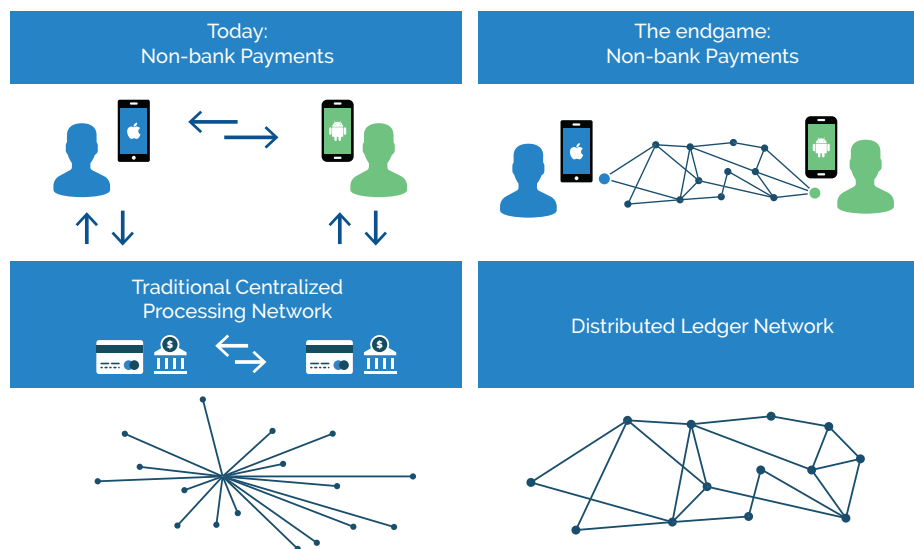 Today:
Non-bank Payments
The endgame:
Non-bank Payments
Traditional Centralized
Processing Network
$
$
Distributed Ledger Network